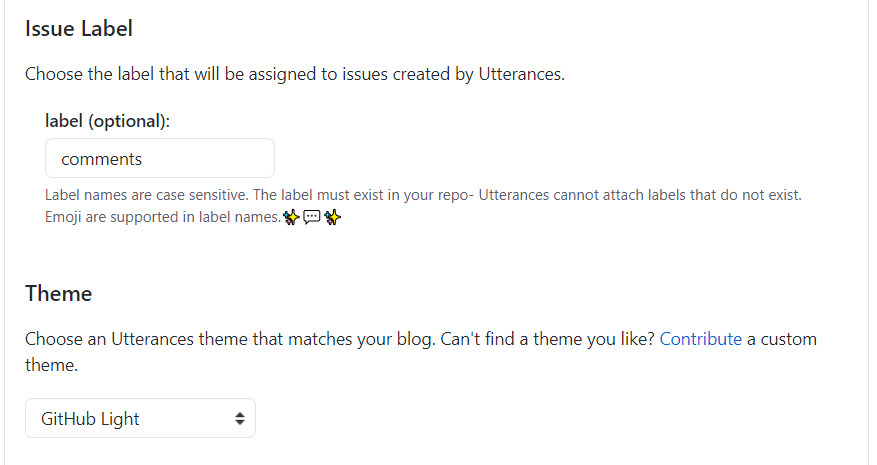 Issue Label
Choose the label that will be assigned to issues created by Utterances.
label (optional):
comments
Label names are case sensitive. The label must exist in your repo- Utterances cannot attach labels that do not exist.
Emoji are supported in label names.✨💬✨
Theme
Choose an Utterances theme that matches your blog. Can't find a theme you like? Contribute a custom
theme.
GitHub Light